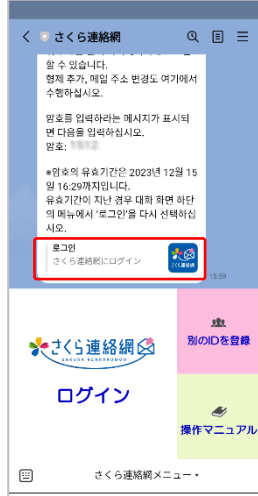 さくら連絡網
할 수 있습니다.
형제 추가, 메일 주소 변경도 여기에서
수행하십시오.
암호를 입력하라는 메시지가 표시되
면 다음을 입력하십시오.
암호:
※암호의 유효기간은 2023년 12월 15
일 16:29까지입니다.
유효기간이 지난 경우 대화 화면 하단
의 메뉴에서 '로그인'을 다시 선택하십
시오.
로그인
さくら連絡網にログイン
さくら連絡網
15:59
さくら連絡網
SAKURA RENRAKUMOU
ログイン
別のIDを登録
操作マニュアル
さくら連絡網メニュー・